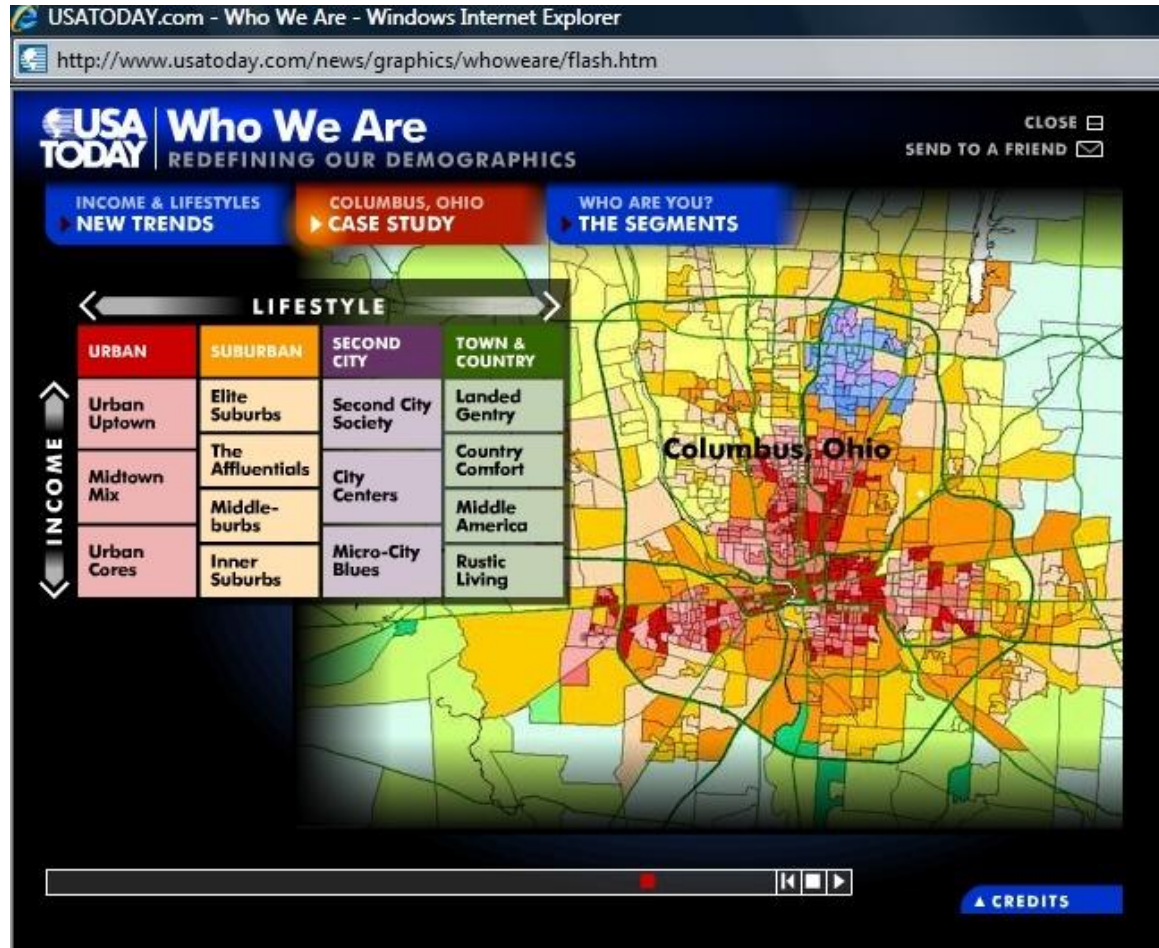 USATODAY.com - Who We Are - Windows Internet Explorer
http://www.usatoday.com/news/graphics/whoweare/flash.htm
USA
TODAY
Who We Are
REDEFINING OUR DEMOGRAPHICS
CLOSE
SEND TO A FRIEND
INCOME & LIFESTYLES
NEW TRENDS
COLUMBUS, OHIO
CASE STUDY
WHO ARE YOU?
THE SEGMENTS
LIFESTYLE
INCOME
URBAN
Urban
Uptown
Midtown
Mix
Urban
Cores
SUBURBAN
Elite
Suburbs
The
Affluentials
Middle-
burbs
Inner
Suburbs
SECOND
CITY
Second City
Society
City
Centers
Micro-City
Blues
TOWN &
COUNTRY
Landed
Gentry
Country
Comfort
Middle
America
Rustic
Living
Columbus, Ohio
CREDITS